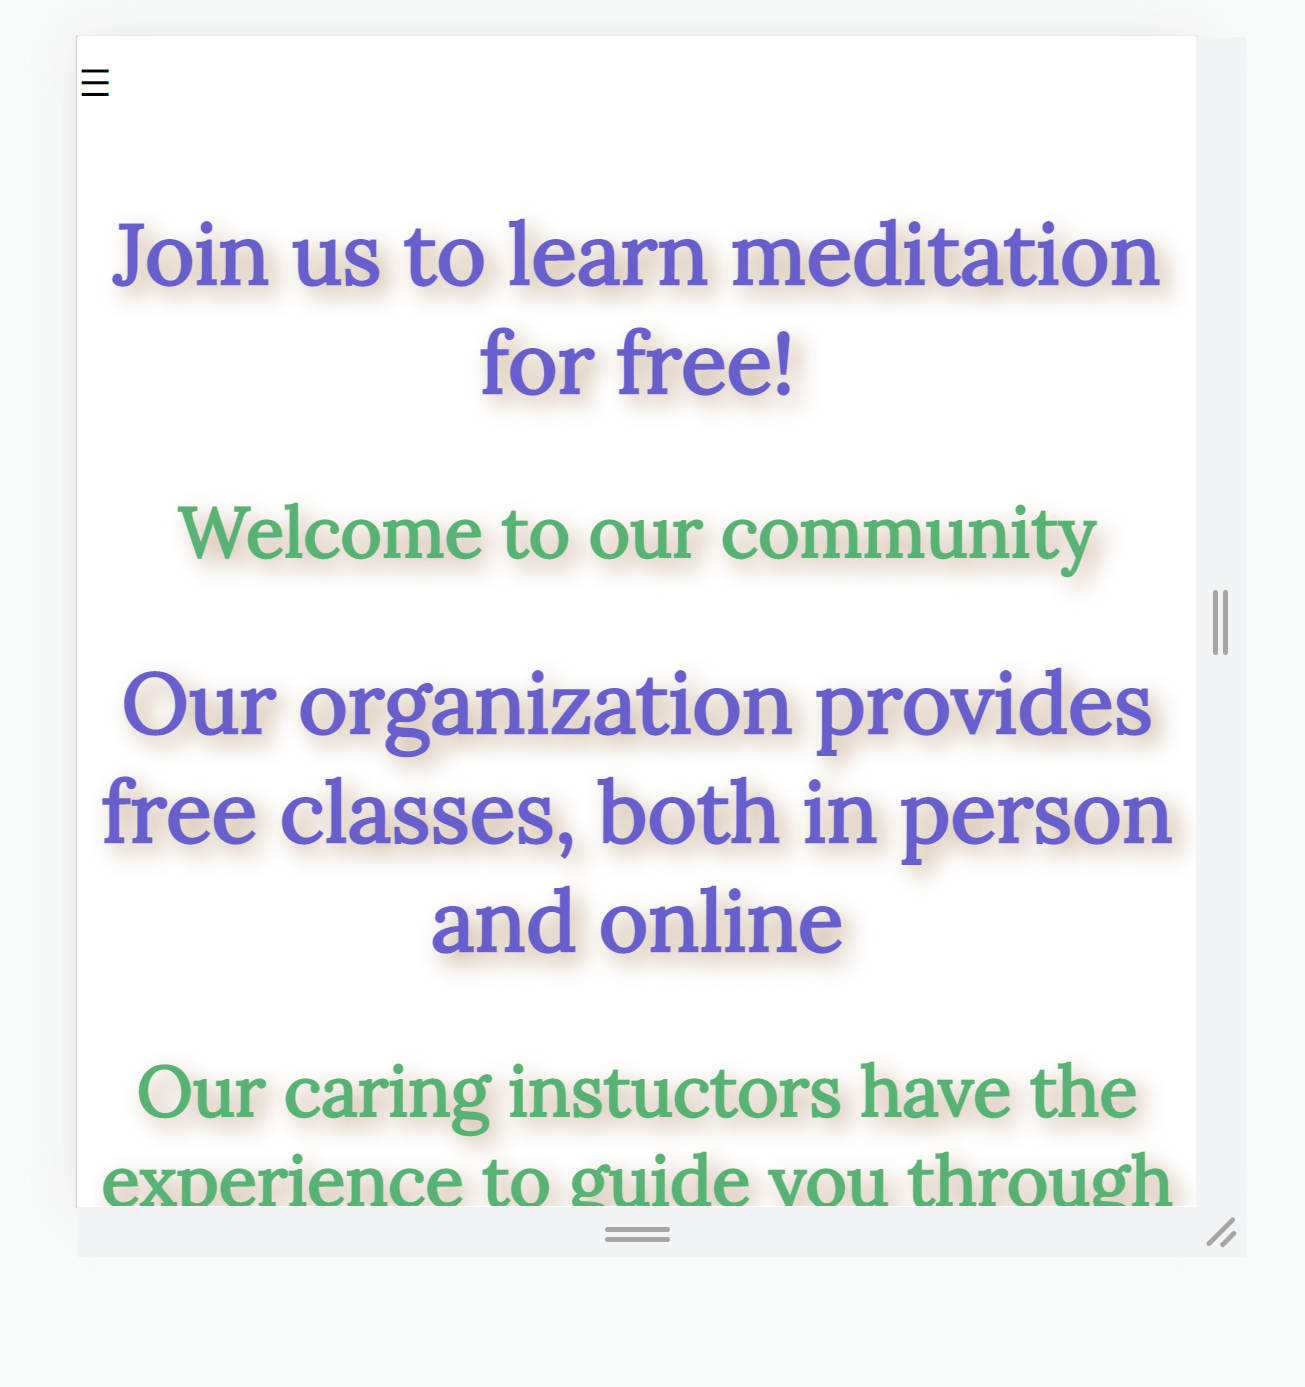 Join us to learn meditation
for free!
Welcome to our community
Our organization provides
free classes, both in person
and online
Our caring instuctors have the
experience to guide you through